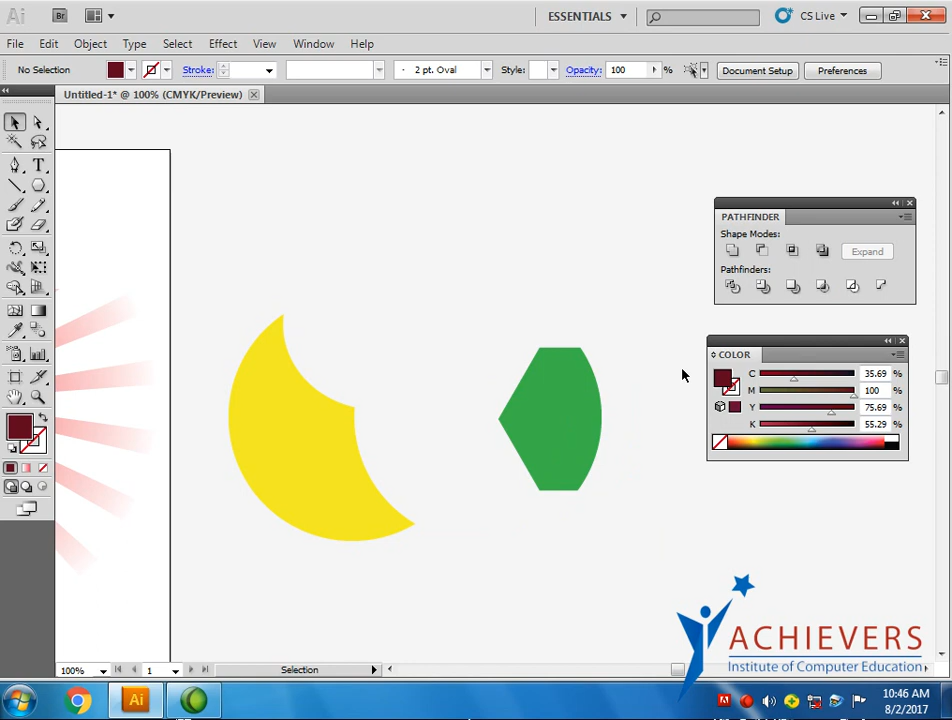 Ai Br ESSENTIALS CS Live
File Edit Object Type Select Effect View Window Help
No Selection Stroke: 2 pt. Oval Style: Opacity: 100 % Document Setup Preferences
Untitled-1* @ 100% (CMYK/Preview)
PATHFINDER
Shape Modes:
Expand
Pathfinders:
COLOR
C 35.69 %
M 100 %
Y 75.69 %
K 55.29 %
ACHIEVERS
Institute of Computer Education
100% 1 Selection
Ai
10:46 AM
8/2/2017